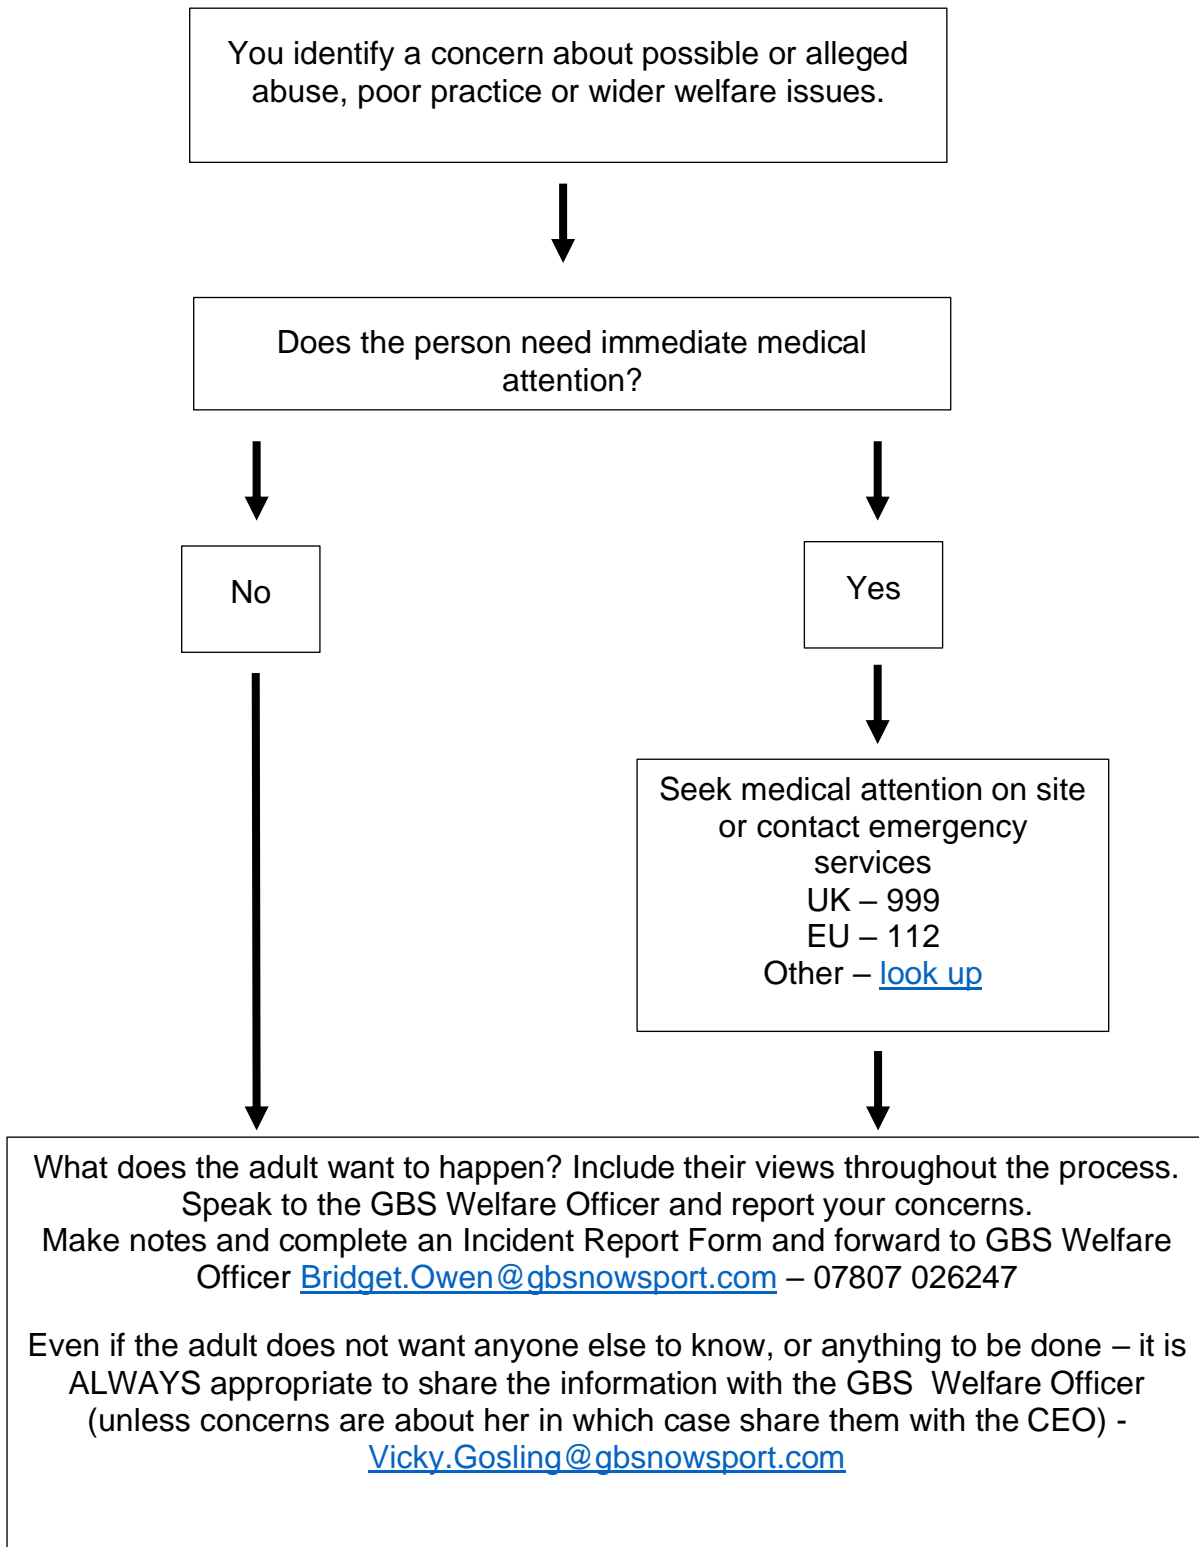 You identify a concern about possible or alleged
abuse, poor practice or wider welfare issues.
Does the person need immediate medical
attention?
No
Yes
Seek medical attention on site
or contact emergency
services
UK – 999
EU – 112
Other – look up
What does the adult want to happen? Include their views throughout the process.
Speak to the GBS Welfare Officer and report your concerns.
Make notes and complete an Incident Report Form and forward to GBS Welfare
Officer Bridget.Owen@gbsnowsport.com – 07807 026247
Even if the adult does not want anyone else to know, or anything to be done – it is
ALWAYS appropriate to share the information with the GBS  Welfare Officer
(unless concerns are about her in which case share them with the CEO) -
Vicky.Gosling@gbsnowsport.com